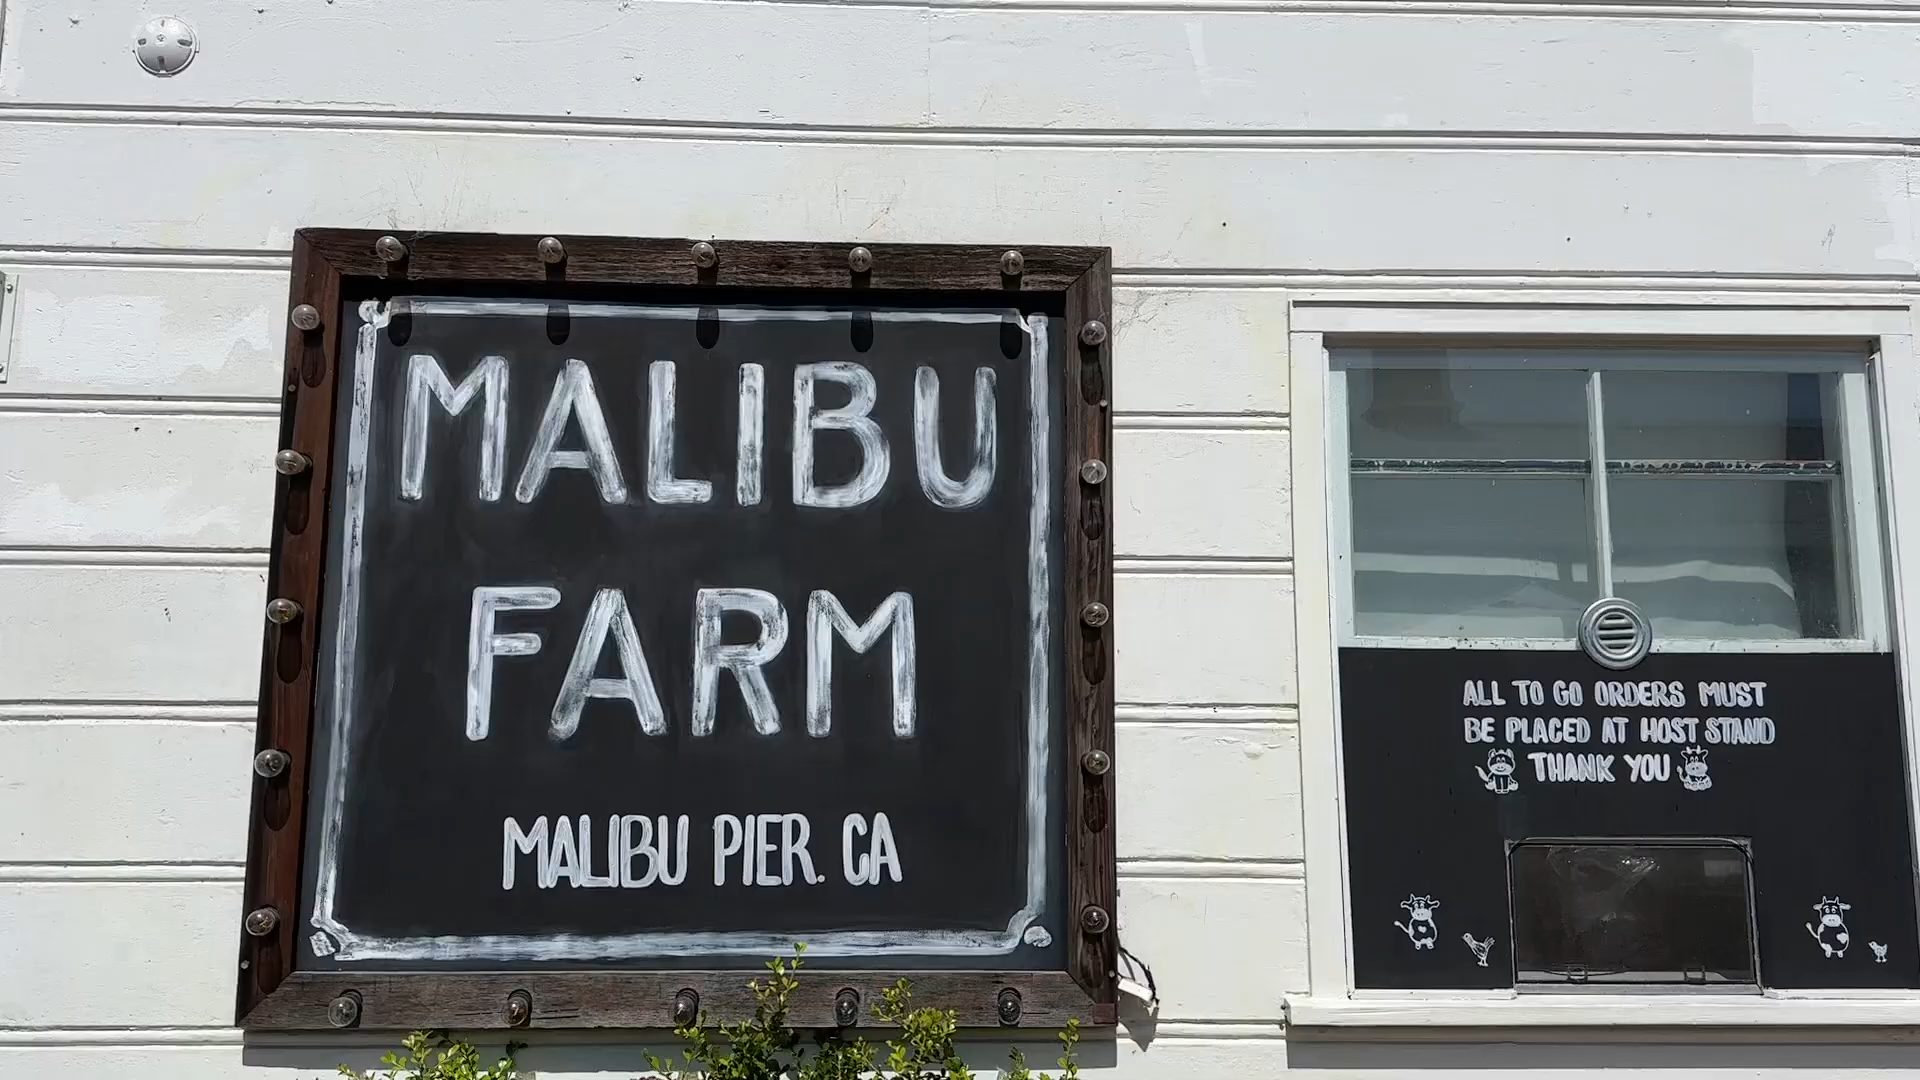 MALIBU
FARM
MALIBU PIER. CA
ALL TO GO ORDERS MUST
BE PLACED AT HOST STAND
THANK YOU